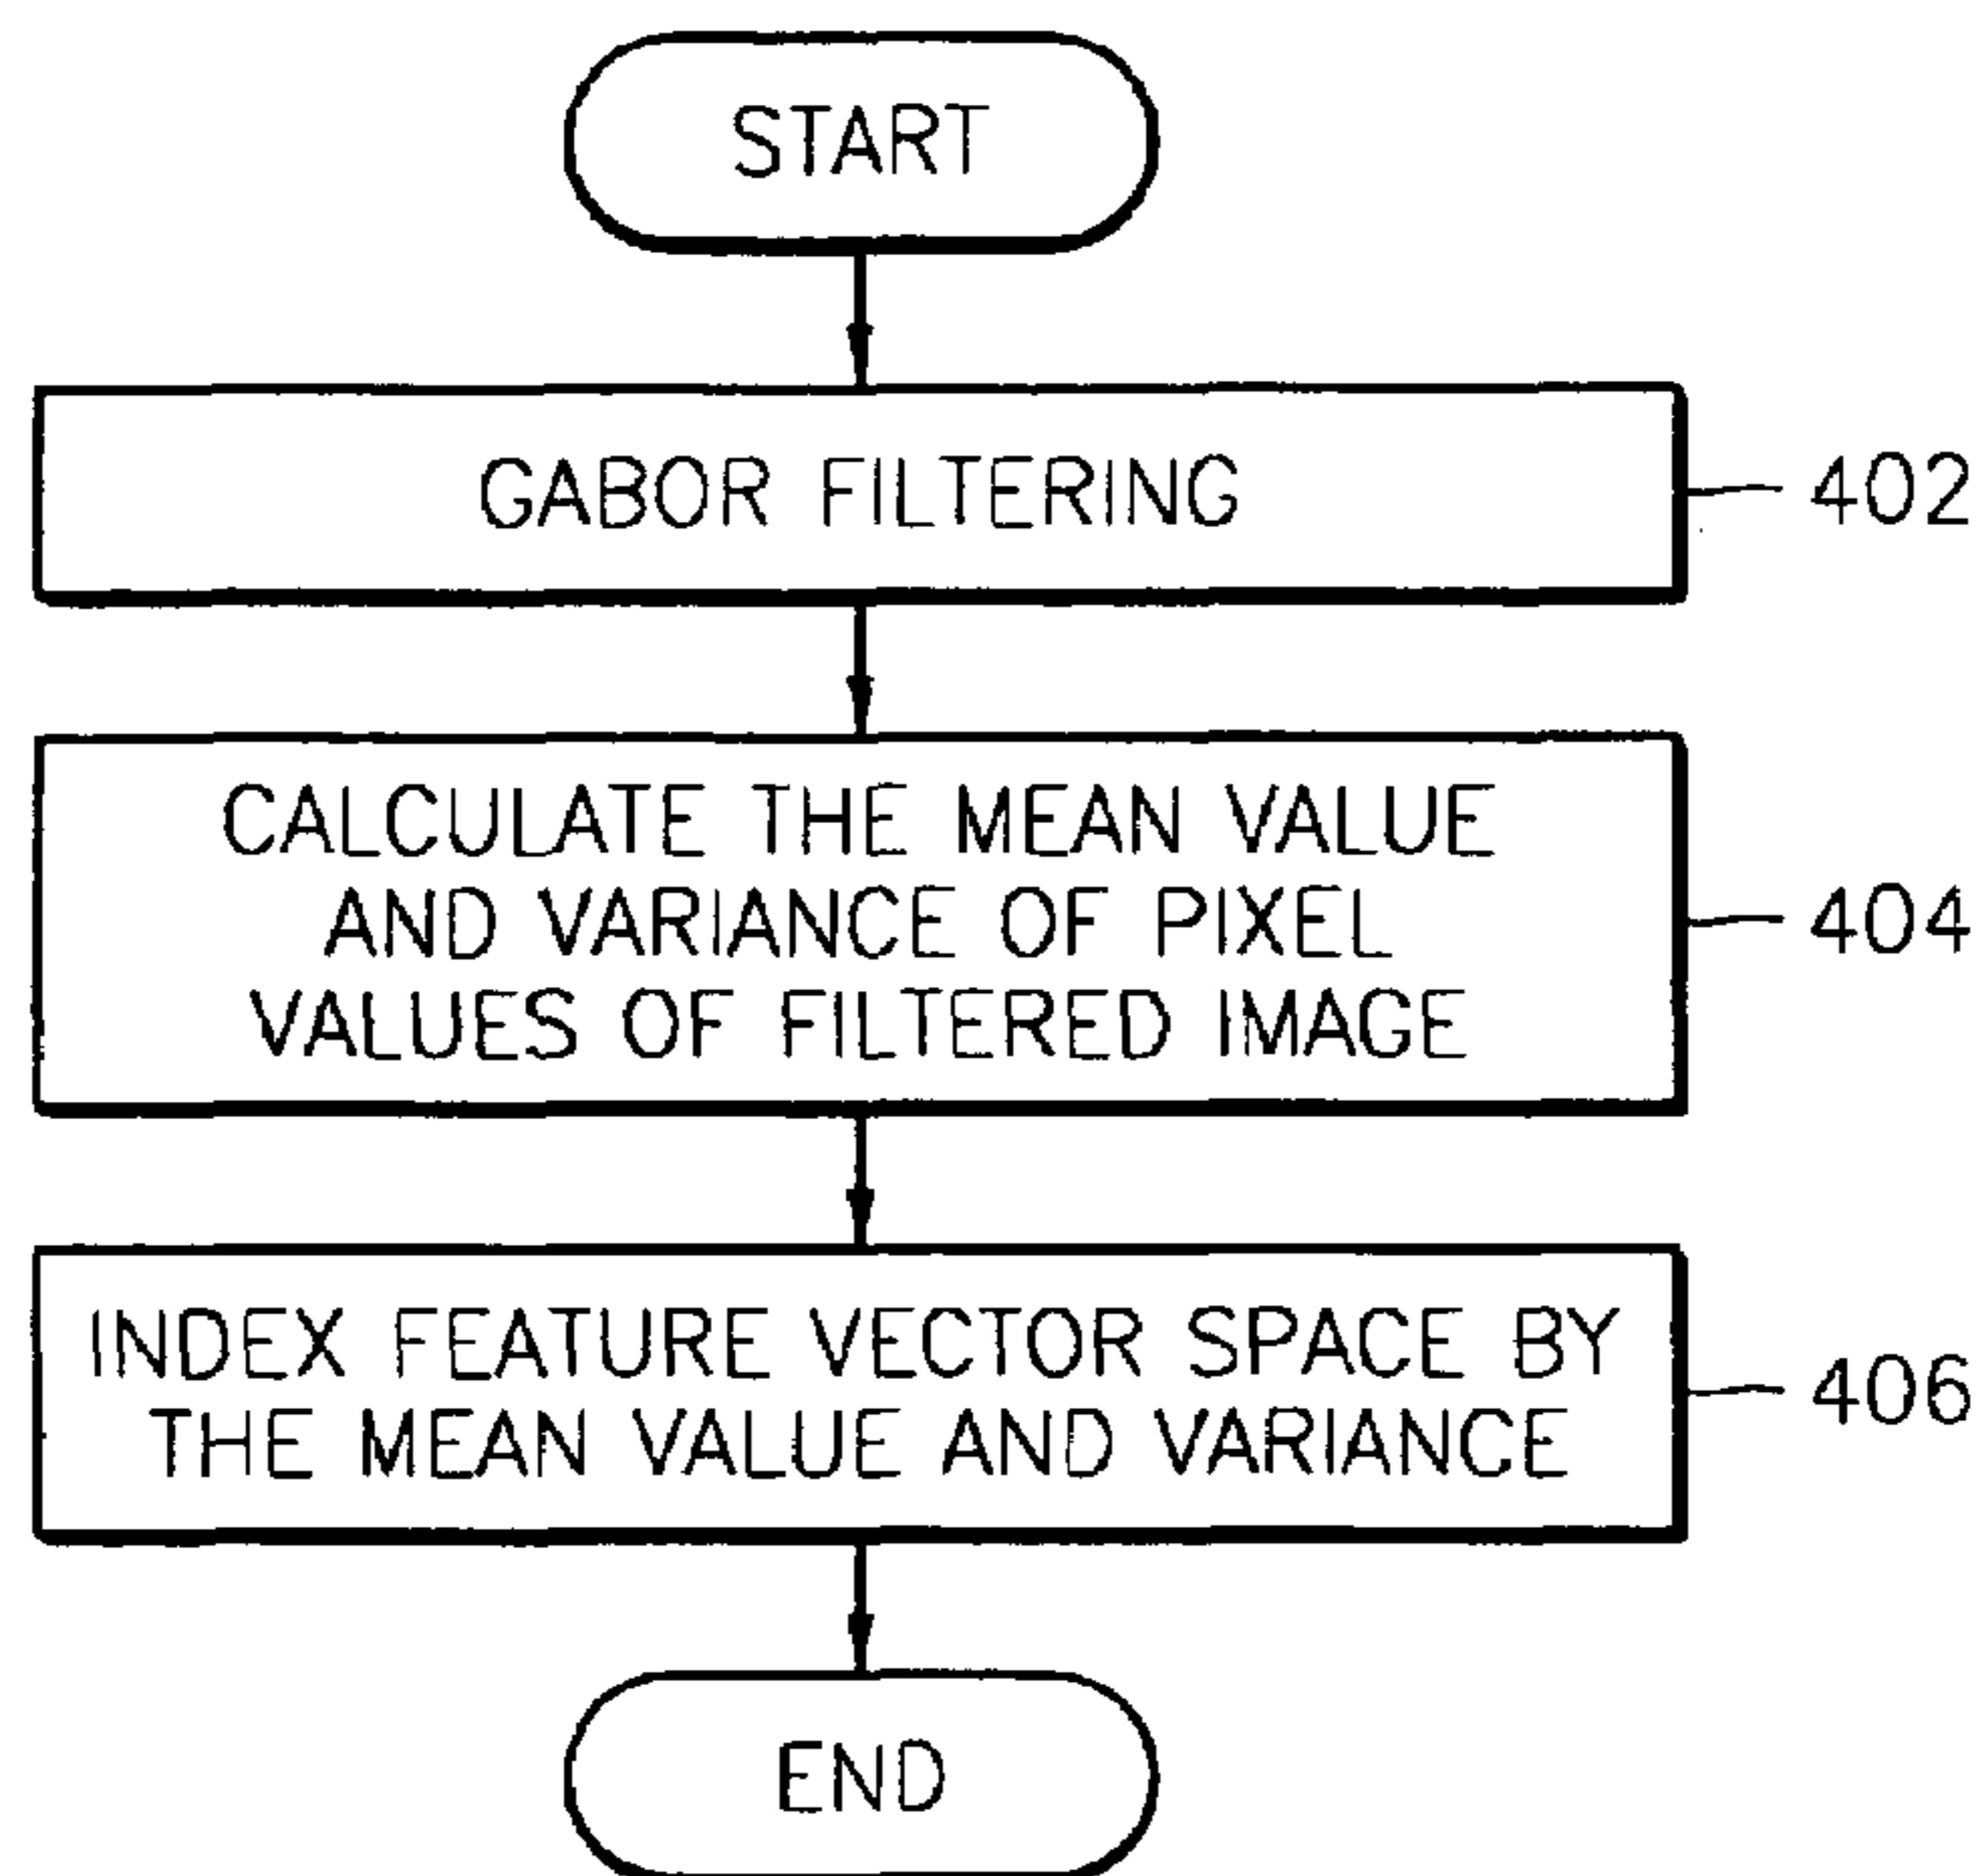 START
GABOR FILTERING
402
CALCULATE THE MEAN VALUE
AND VARIANCE OF PIXEL
VALUES OF FILTERED IMAGE
404
INDEX FEATURE VECTOR SPACE BY
THE MEAN VALUE AND VARIANCE
406
END